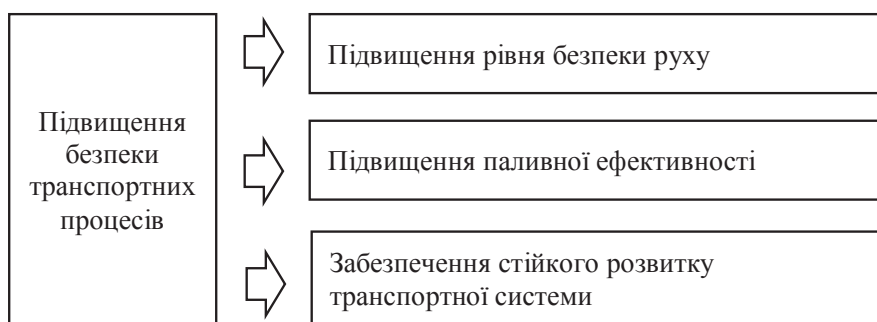 Підвищення
безпеки
транспортних
процесів
Підвищення рівня безпеки руху
Підвищення паливної ефективності
Забезпечення стійкого розвитку
транспортної системи